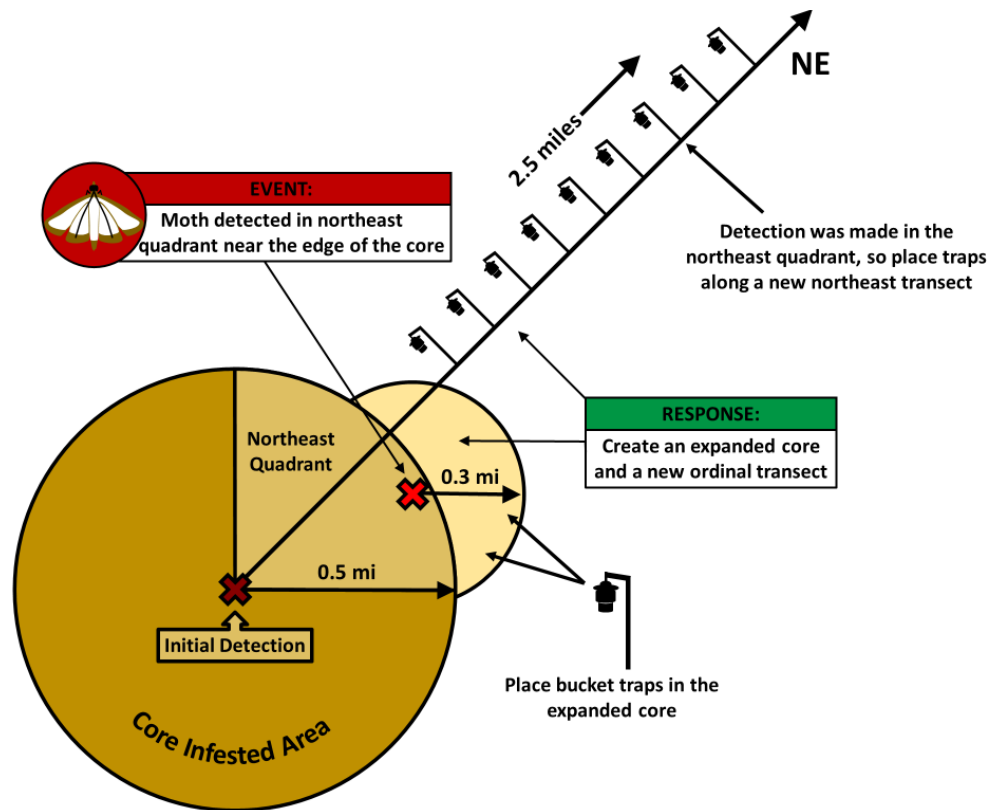 NE
2.5 miles
EVENT:
Moth detected in northeast
quadrant near the edge of the core
Detection was made in the
northeast quadrant, so place traps
along a new northeast transect
RESPONSE:
Create an expanded core
and a new ordinal transect
Northeast
Quadrant
0.3 mi
0.5 mi
Initial Detection
Place bucket traps in the
expanded core
Core Infested Area